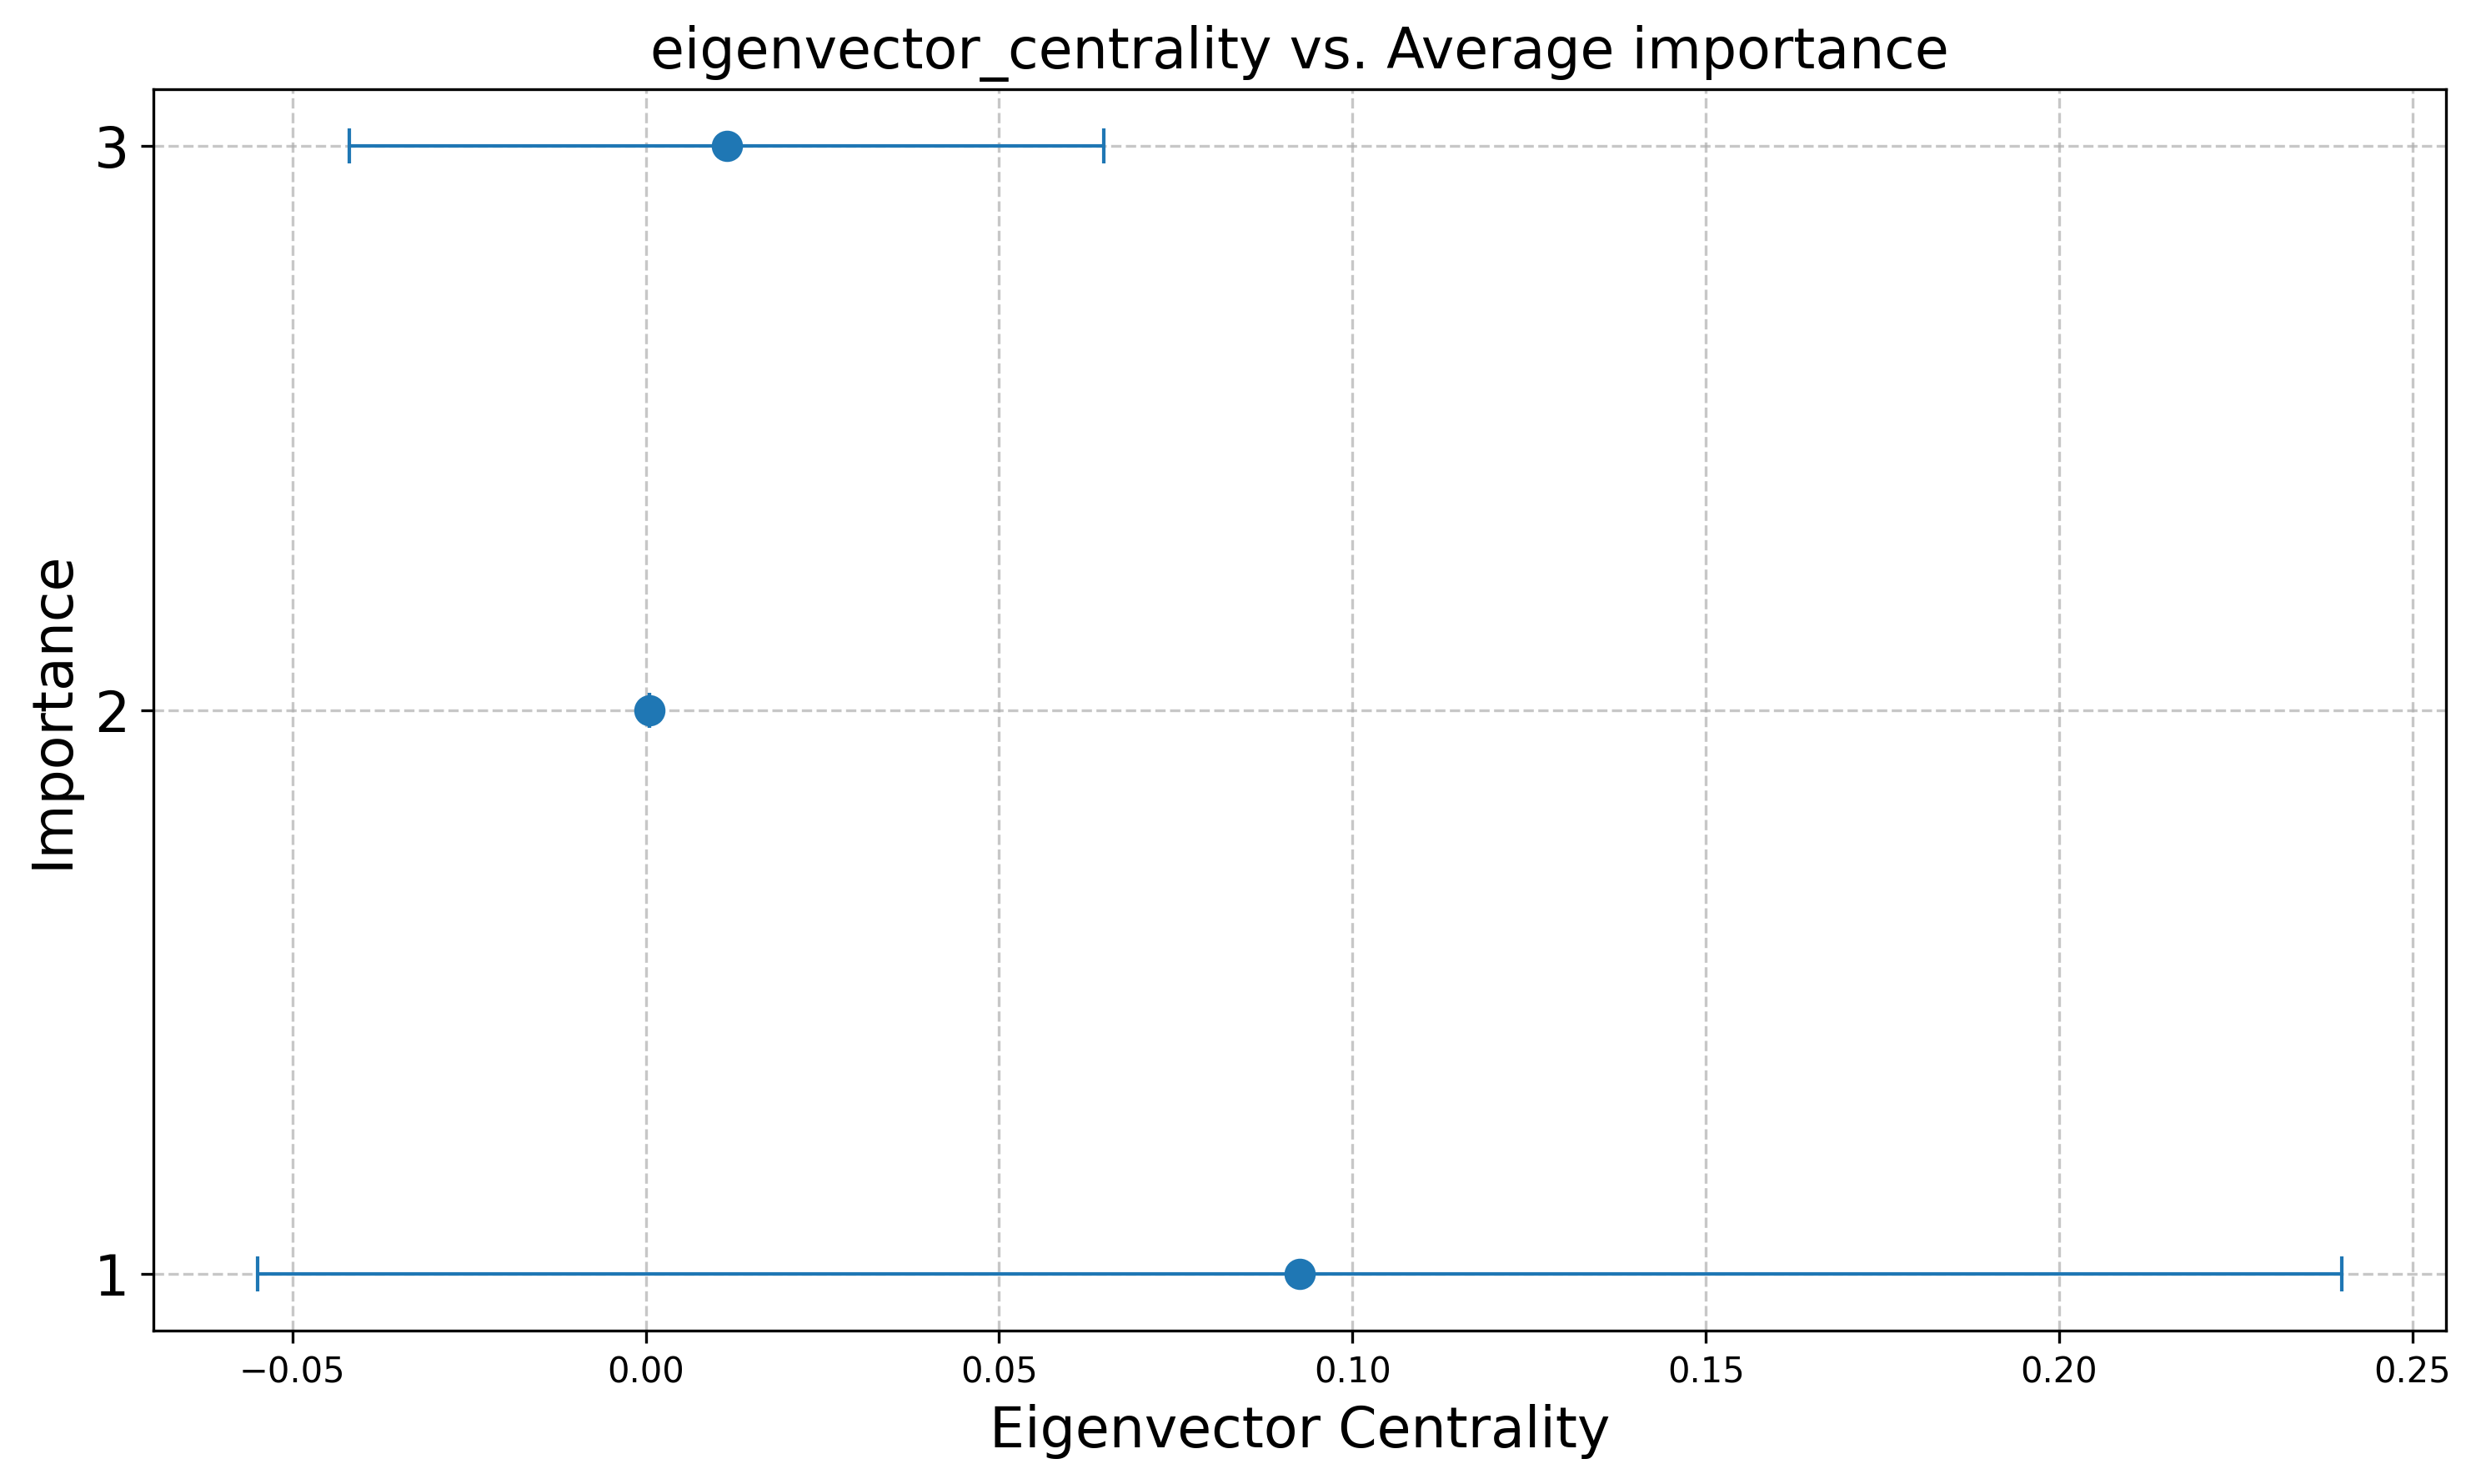 eigenvector_centrality vs. Average importance
3
2
1
Importance
−0.05 0.00 0.05 0.10 0.15 0.20 0.25
Eigenvector Centrality